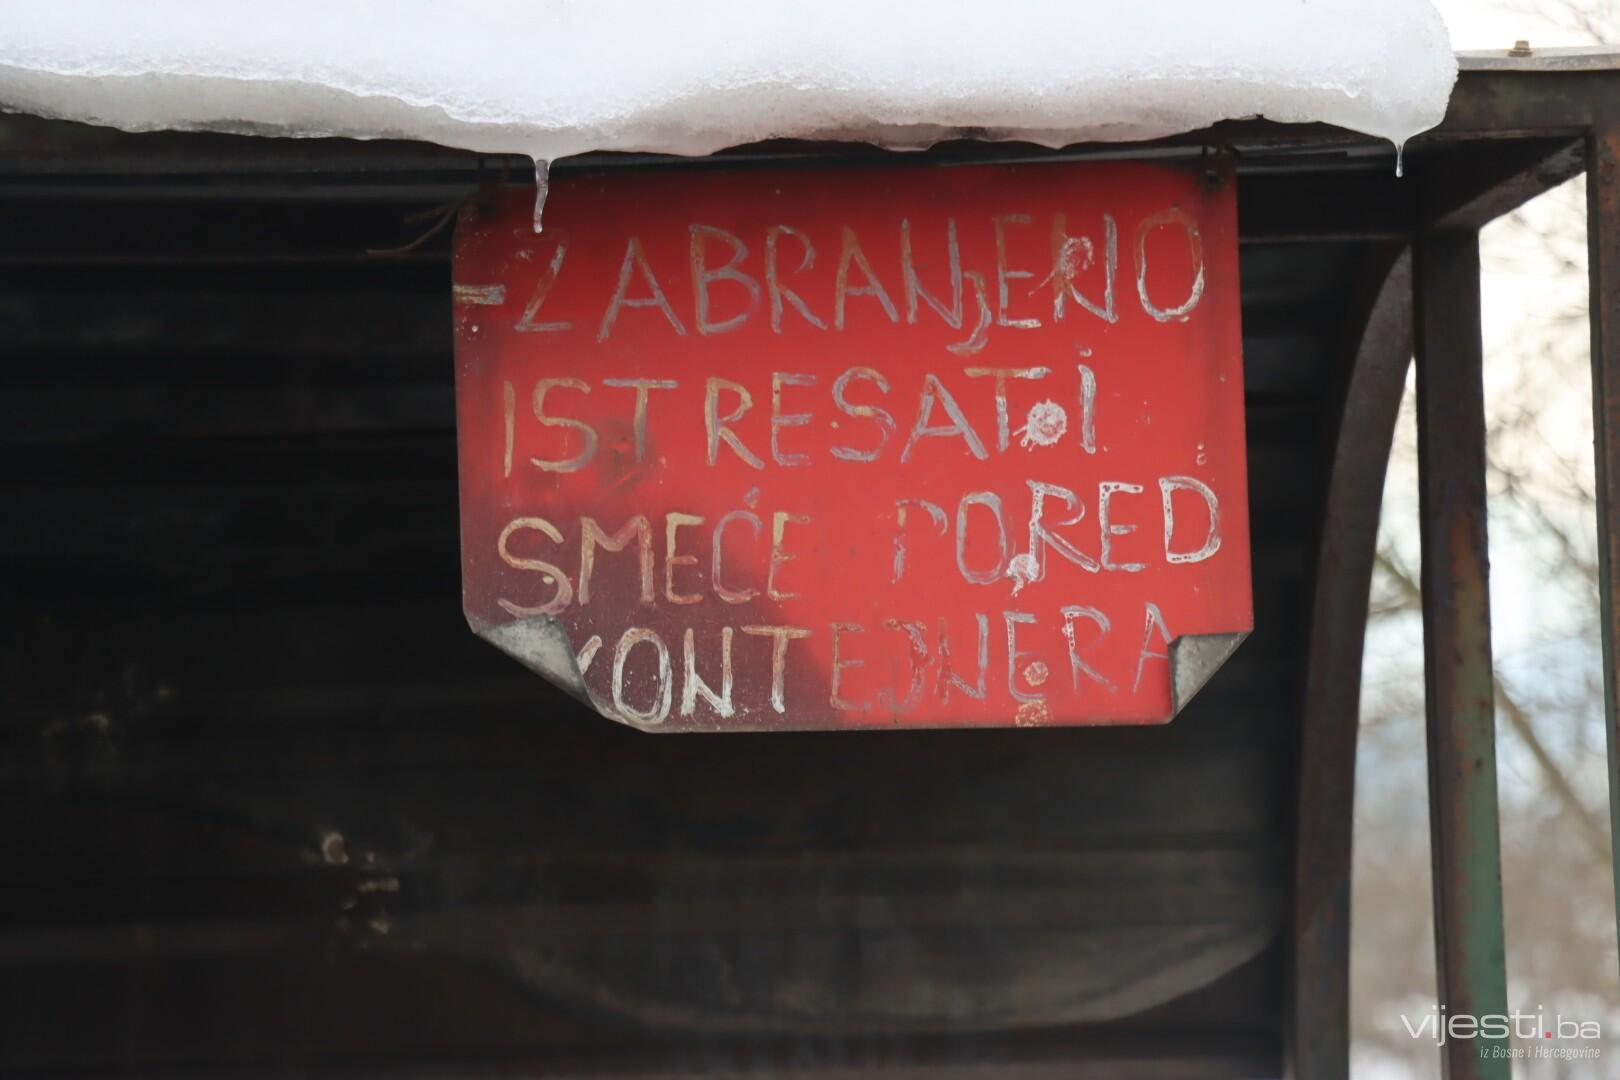 -ZABRANJENO
ISTRESATI
SMEĆE PORED
KONTEJNERA
vijesti.ba
iz Bosne i Hercegovine